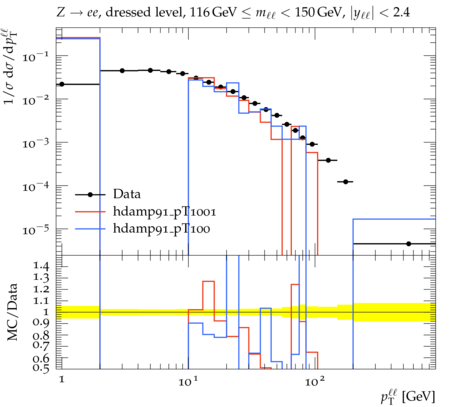 Z → ee, dressed level, 116 GeV ≤ mℓℓ < 150 GeV, |yℓℓ| < 2.4
1/σ dσ/dpTℓℓ
10⁻¹
10⁻²
10⁻³
10⁻⁴
10⁻⁵
Data
hdamp91_pT1001
hdamp91_pT100
MC/Data
1.4
1.3
1.2
1.1
1
0.9
0.8
0.7
0.6
0.5
1 10¹ 10²
pTℓℓ [GeV]